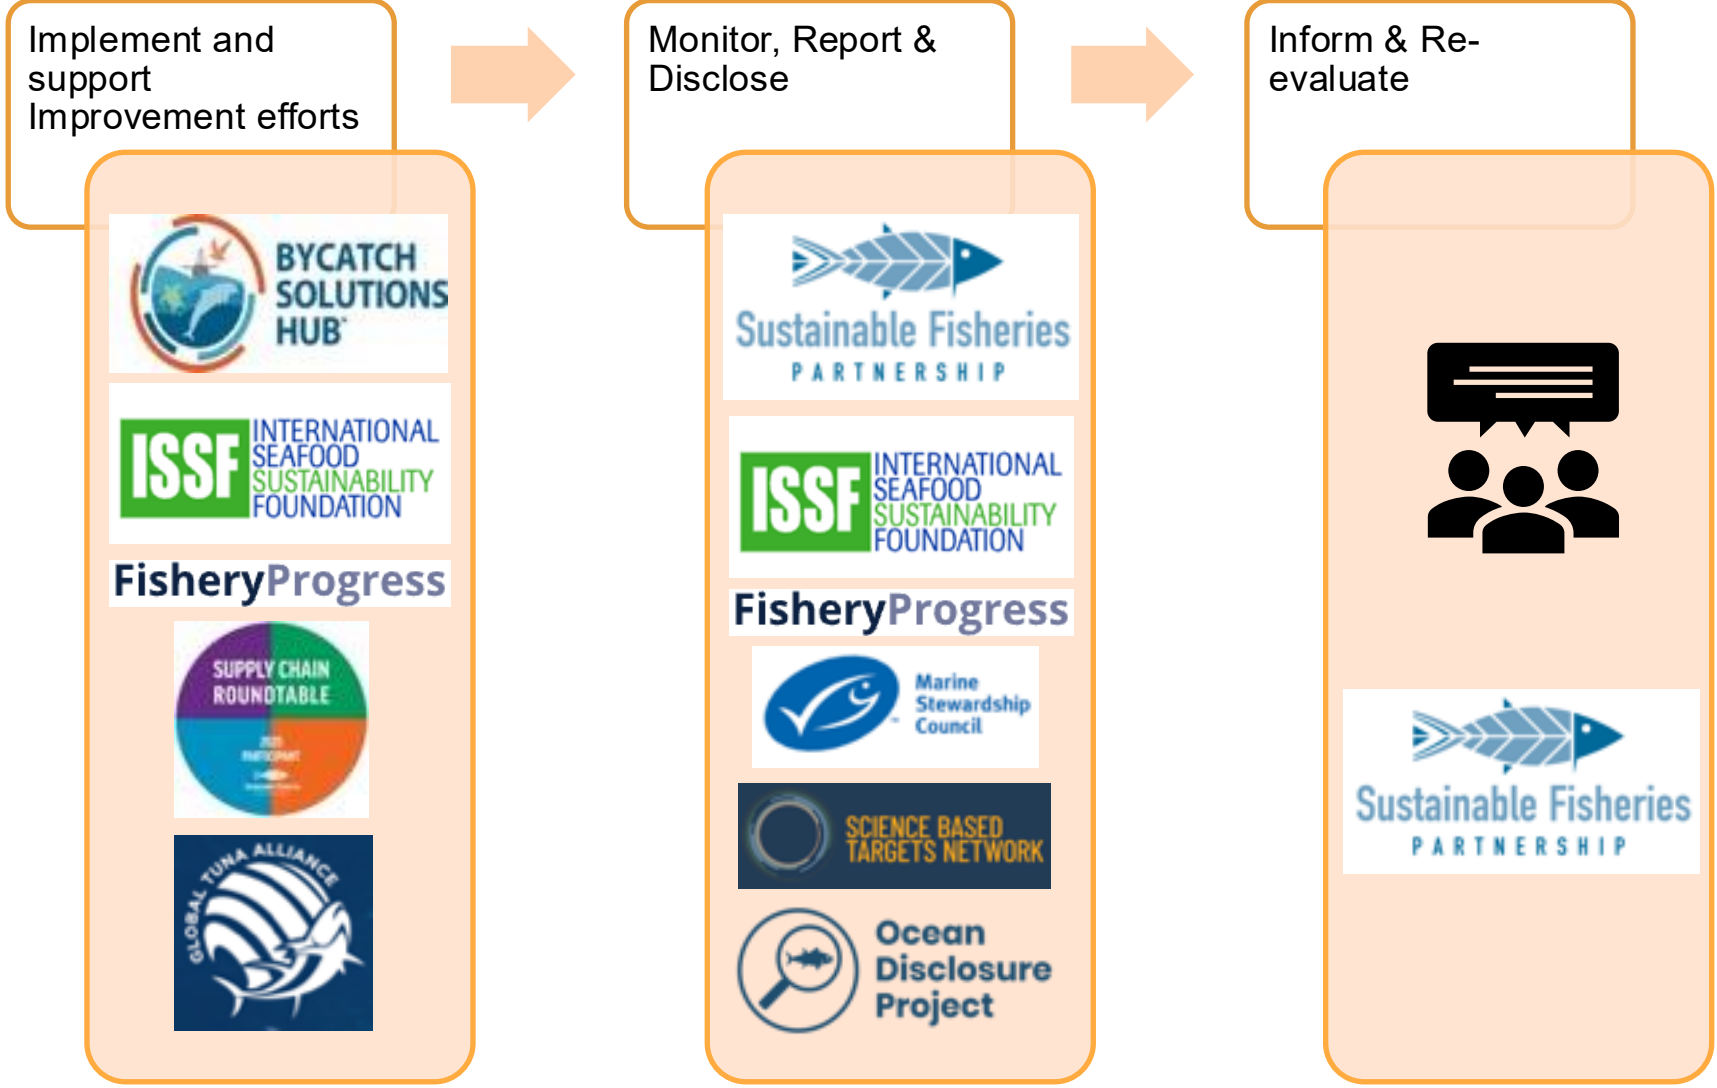 Implement and
support
Improvement efforts
BYCATCH
SOLUTIONS
HUB
ISSF
INTERNATIONAL
SEAFOOD
SUSTAINABILITY
FOUNDATION
FisheryProgress
SUPPLY CHAIN
ROUNDTABLE
PARTICIPANT
GLOBAL TUNA ALLIANCE
Monitor, Report &
Disclose
Sustainable Fisheries
PARTNERSHIP
ISSF
INTERNATIONAL
SEAFOOD
SUSTAINABILITY
FOUNDATION
FisheryProgress
Marine
Stewardship
Council
SCIENCE BASED
TARGETS NETWORK
Ocean
Disclosure
Project
Inform & Re-
evaluate
Sustainable Fisheries
PARTNERSHIP